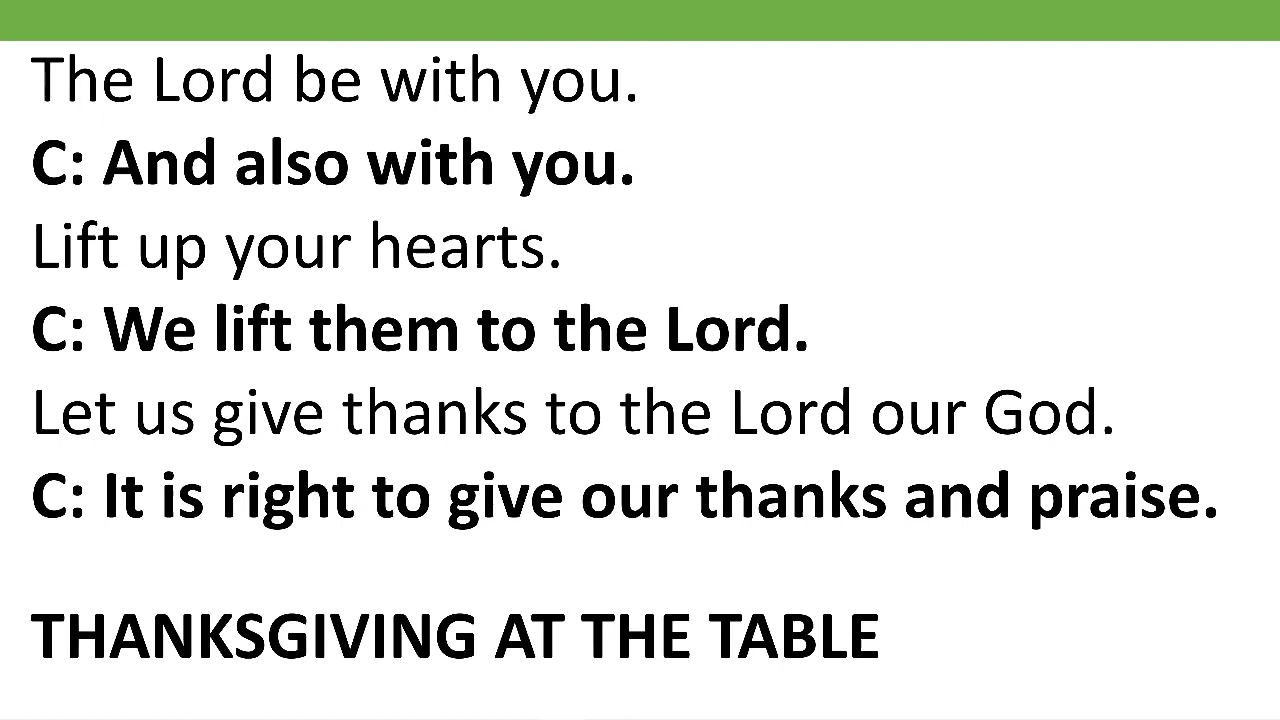 The Lord be with you.
C: And also with you.
Lift up your hearts.
C: We lift them to the Lord.
Let us give thanks to the Lord our God.
C: It is right to give our thanks and praise.
THANKSGIVING AT THE TABLE